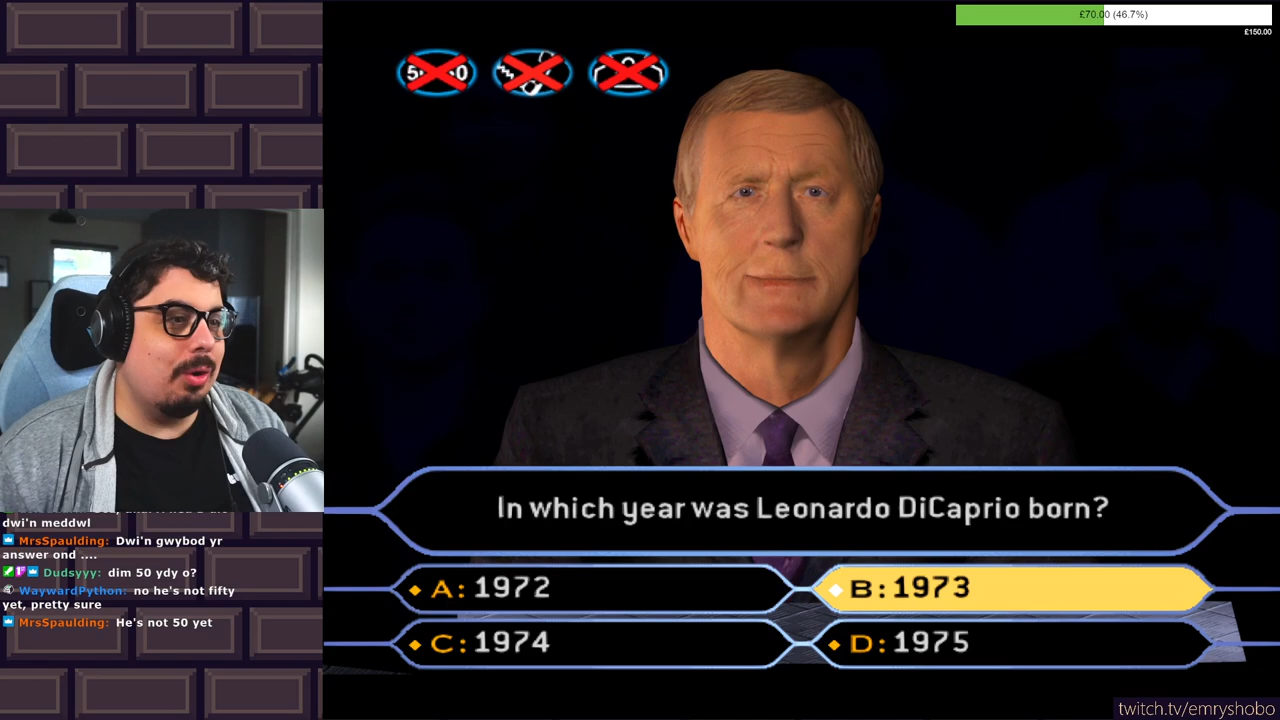 £70.00 (46.7%)
£150.00
In which year was Leonardo DiCaprio born?
A: 1972
B: 1973
C: 1974
D: 1975
dwi'n meddwl
MrsSpaulding: Dwi'n gwybod yr
answer ond ....
Dudsyyy: dim 50 ydy o?
WaywardPython: no he's not fifty
yet, pretty sure
MrsSpaulding: He's not 50 yet
twitch.tv/emryshobo